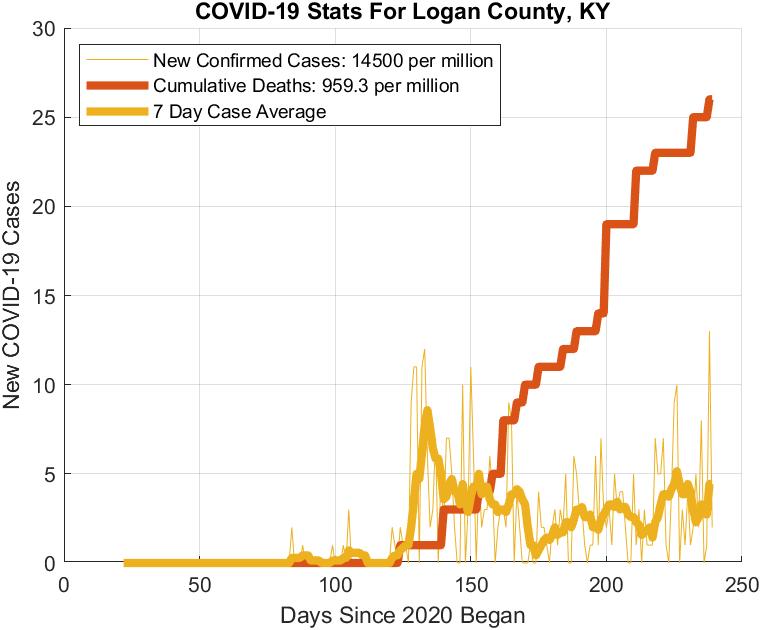 COVID-19 Stats For Logan County, KY
New Confirmed Cases: 14500 per million
Cumulative Deaths: 959.3 per million
7 Day Case Average
New COVID-19 Cases
30
25
20
15
10
5
0
0 50 100 150 200 250
Days Since 2020 Began